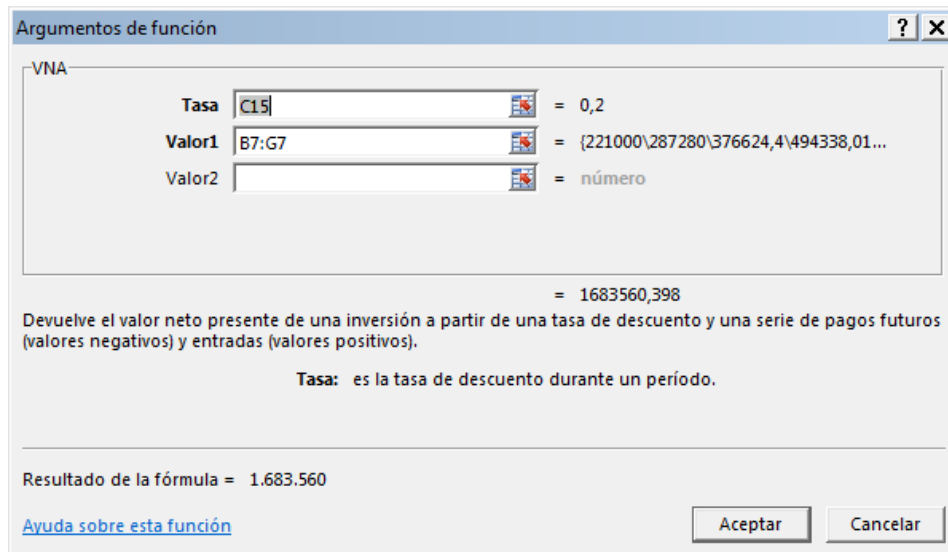 Argumentos de función
VNA
Tasa C15 = 0,2
Valor1 B7:G7 = {221000\287280\376624,4\494338,01...
Valor2 = número
= 1683560,398
Devuelve el valor neto presente de una inversión a partir de una tasa de descuento y una serie de pagos futuros
(valores negativos) y entradas (valores positivos).
Tasa: es la tasa de descuento durante un período.
Resultado de la fórmula = 1.683.560
Ayuda sobre esta función
Aceptar Cancelar